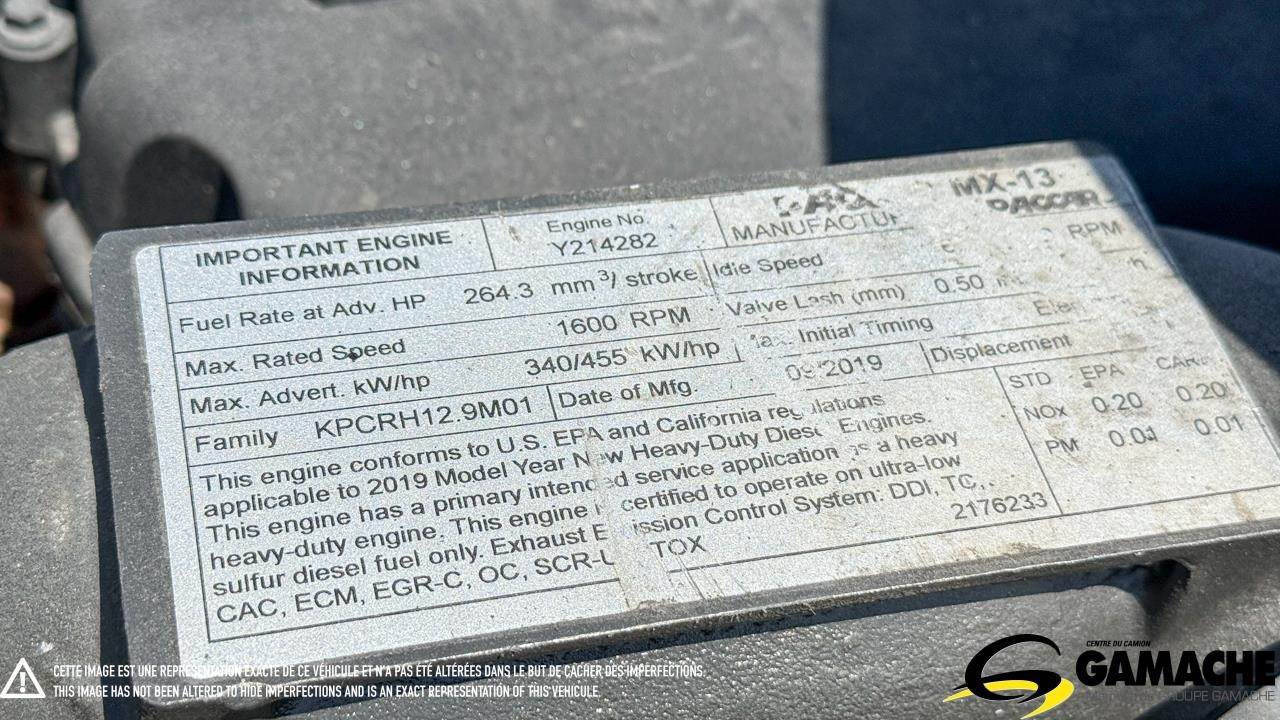 IMPORTANT ENGINE
INFORMATION
Engine No
Y214282
MX-13
PACCAR
Fuel Rate at Adv. HP 264.3 mm³/ stroke
Idle Speed RPM
Max. Rated Speed 1600 RPM
Valve Lash (mm) 0.50
Max. Advert. kW/hp 340/455 kW/hp
Initial Timing
Family KPCRH12.9M01
Date of Mfg. 2019
Displacement
This engine conforms to U.S. EPA and California regulations
applicable to 2019 Model Year New Heavy-Duty Diesel Engines.
This engine has a primary intended service application as a heavy
heavy-duty engine. This engine certified to operate on ultra-low
sulfur diesel fuel only. Exhaust Emission Control System: DDI, TC,
CAC, ECM, EGR-C, OC, TOX
2176233
STD EPA
NOx 0.20 0.20
PM 0.01 0.01
CETTE IMAGE EST UNE REPRÉSENTATION EXACTE DE CE VÉHICULE ET N'A PAS ÉTÉ ALTÉRÉES DANS LE BUT DE CACHER DES IMPERFECTIONS.
THIS IMAGE HAS NOT BEEN ALTERED TO HIDE IMPERFECTIONS AND IS AN EXACT REPRESENTATION OF THIS VEHICLE.
CENTRE DU CAMION
GAMACHE
GROUPE GAMACHE